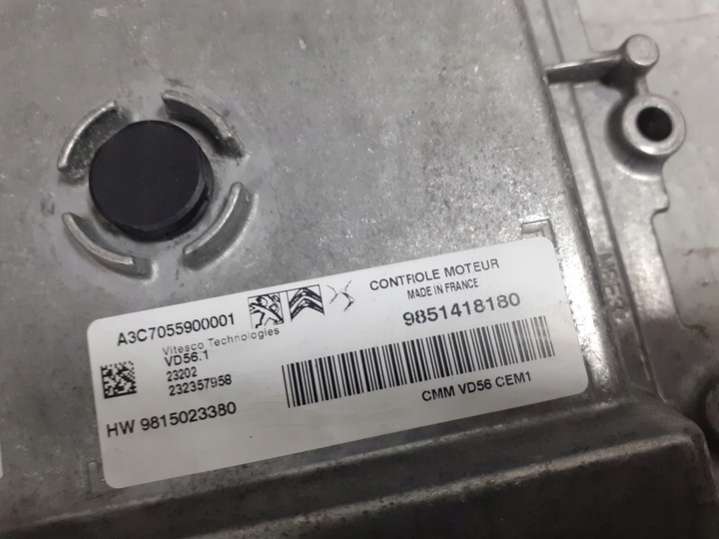 A3C7055900001
Vitesco Technologies
VD56.1
23202
232357958
HW 9815023380
CONTROLE MOTEUR
MADE IN FRANCE
9851418180
CMM VD56 CEM1